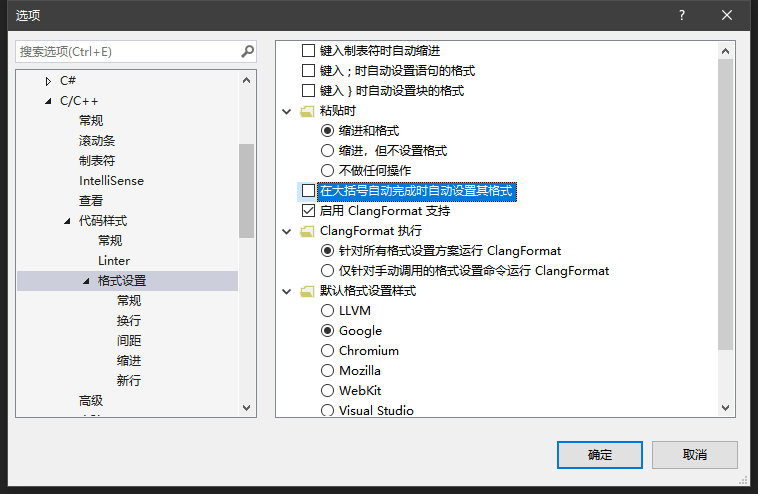 选项
?
搜索选项(Ctrl+E)
C#
C/C++
常规
滚动条
制表符
IntelliSense
查看
代码样式
常规
Linter
格式设置
常规
换行
间距
缩进
新行
高级
键入制表符时自动缩进
键入 ; 时自动设置语句的格式
键入 } 时自动设置块的格式
粘贴时
缩进和格式
缩进，但不设置格式
不做任何操作
在大括号自动完成时自动设置其格式
启用 ClangFormat 支持
ClangFormat 执行
针对所有格式设置方案运行 ClangFormat
仅针对手动调用的格式设置命令运行 ClangFormat
默认格式设置样式
LLVM
Google
Chromium
Mozilla
WebKit
Visual Studio
确定
取消